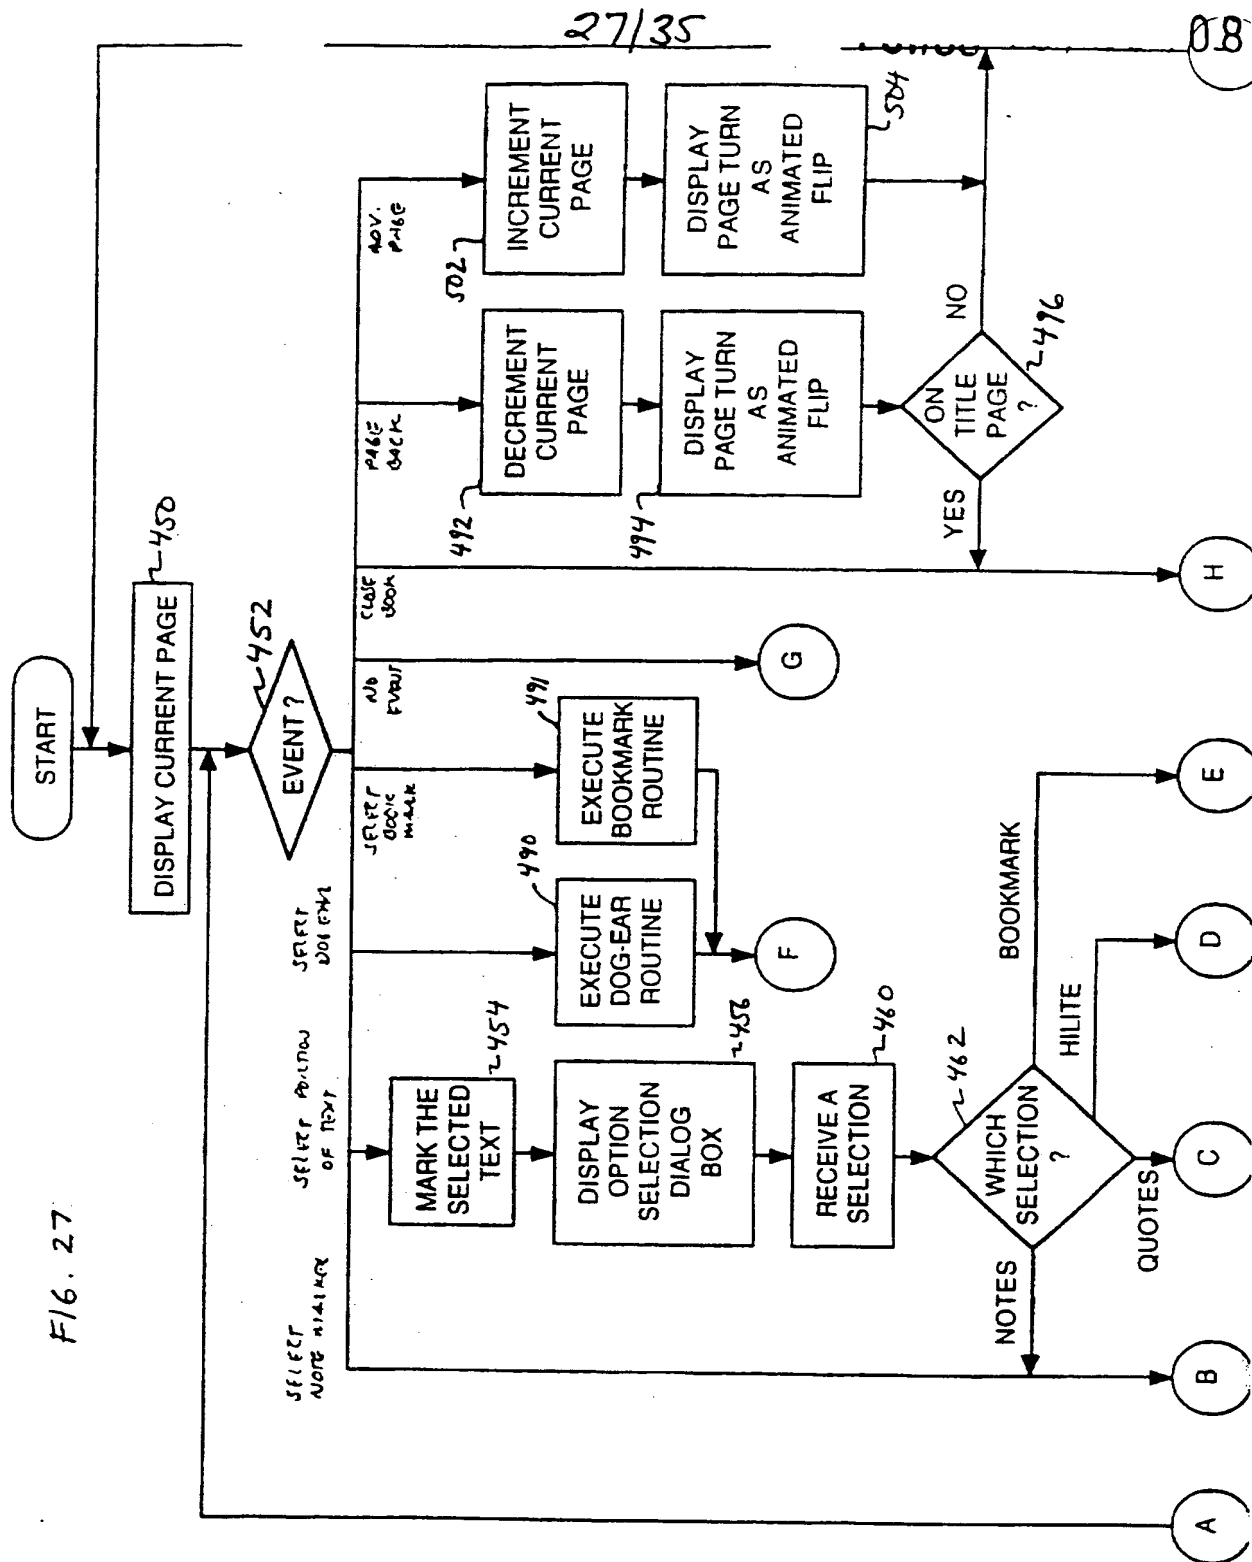 27/35
08
FIG. 27
START
DISPLAY CURRENT PAGE
450
EVENT ?
452
SELECT
NOTE MARKER
SELECT PORTION
OF TEXT
SELECT
DOG EAR
SELECT
BOOK
MARK
NO
EVENT
CLOSE
BOOK
PAGE
BACK
ADV.
PAGE
MARK THE
SELECTED
TEXT
454
DISPLAY
OPTION
SELECTION
DIALOG
BOX
456
RECEIVE A
SELECTION
460
WHICH
SELECTION
?
462
NOTES
QUOTES
HILITE
BOOKMARK
EXECUTE
DOG-EAR
ROUTINE
490
EXECUTE
BOOKMARK
ROUTINE
491
DECREMENT
CURRENT
PAGE
492
DISPLAY
PAGE TURN
AS
ANIMATED
FLIP
494
ON
TITLE
PAGE
?
496
YES
NO
INCREMENT
CURRENT
PAGE
502
DISPLAY
PAGE TURN
AS
ANIMATED
FLIP
504
A
B
C
D
E
F
G
H